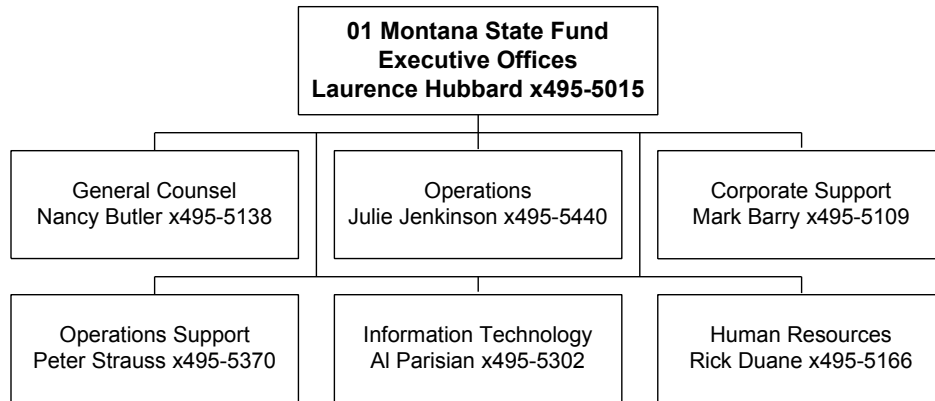 01 Montana State Fund
Executive Offices
Laurence Hubbard x495-5015
General Counsel
Nancy Butler x495-5138
Operations
Julie Jenkinson x495-5440
Corporate Support
Mark Barry x495-5109
Operations Support
Peter Strauss x495-5370
Information Technology
Al Parisian x495-5302
Human Resources
Rick Duane x495-5166